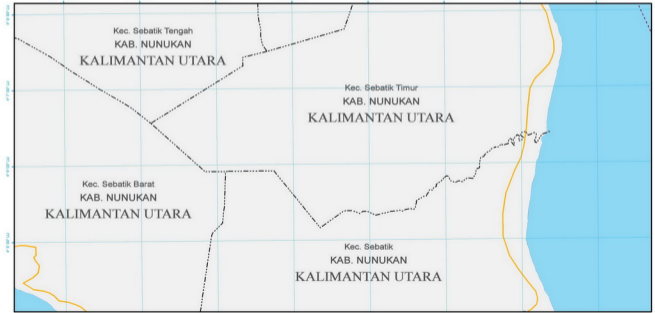 Kec. Sebatik Tengah
KAB. NUNUKAN
KALIMANTAN UTARA
Kec. Sebatik Timur
KAB. NUNUKAN
KALIMANTAN UTARA
Kec. Sebatik Barat
KAB. NUNUKAN
KALIMANTAN UTARA
Kec. Sebatik
KAB. NUNUKAN
KALIMANTAN UTARA